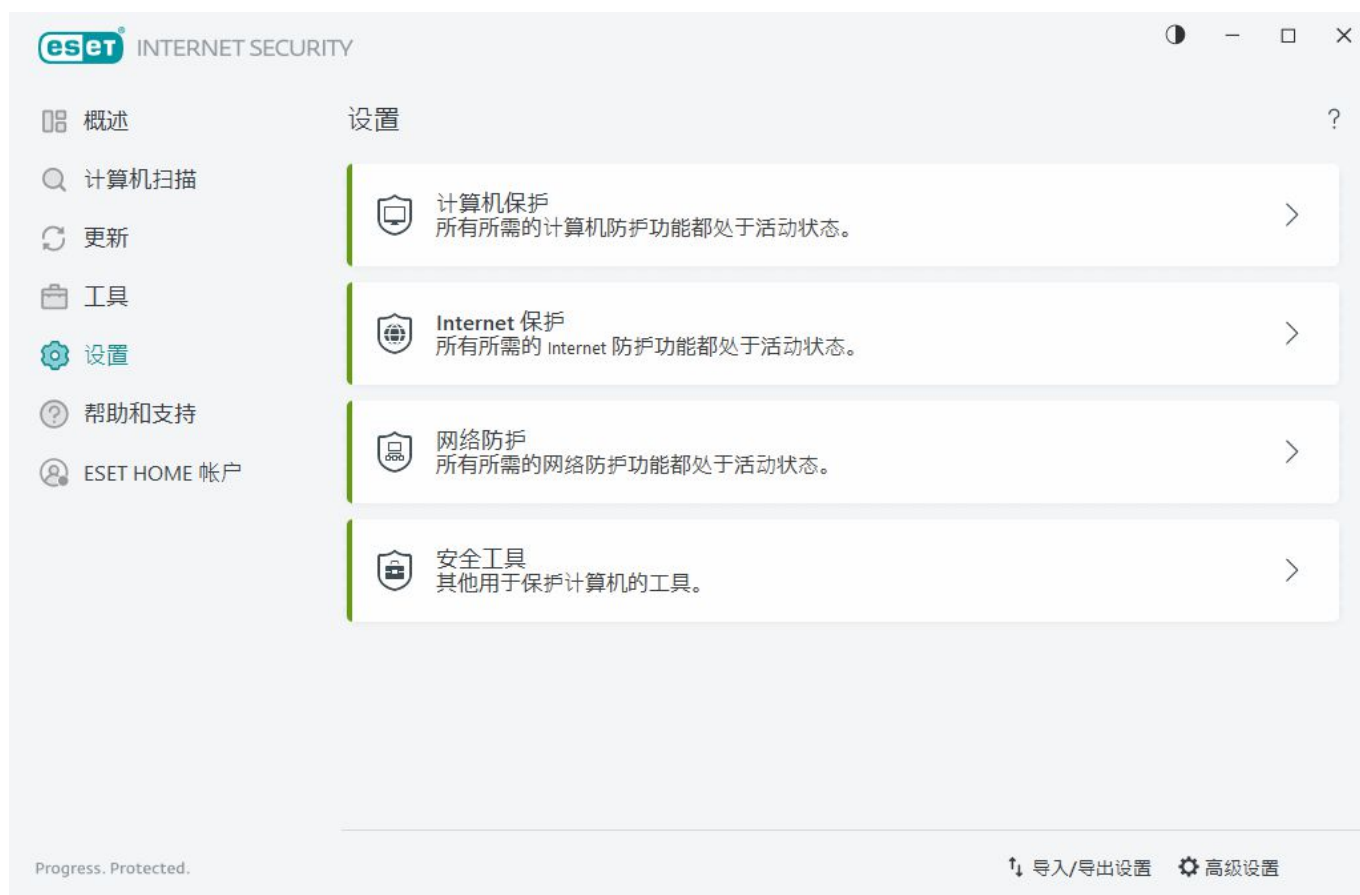 eset® INTERNET SECURITY
概述
计算机扫描
更新
工具
设置
帮助和支持
ESET HOME 帐户
设置
?
计算机保护
所有所需的计算机防护功能都处于活动状态。
Internet 保护
所有所需的 Internet 防护功能都处于活动状态。
网络防护
所有所需的网络防护功能都处于活动状态。
安全工具
其他用于保护计算机的工具。
Progress. Protected.
导入/导出设置 高级设置